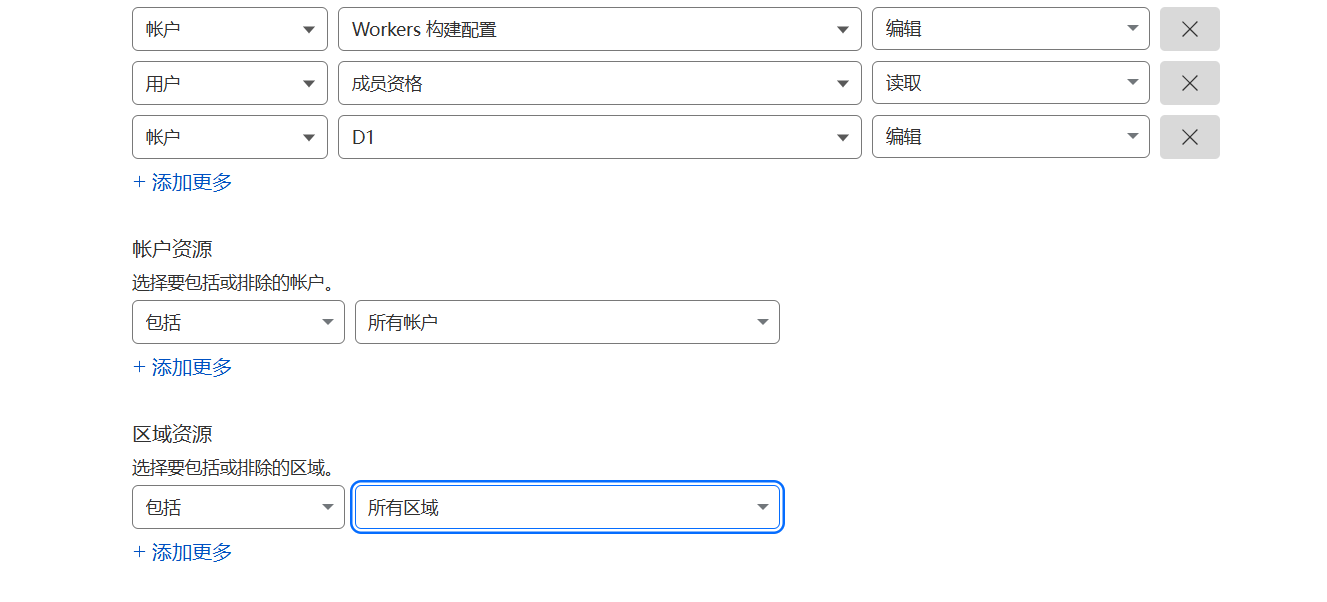 帐户 Workers 构建配置 编辑
用户 成员资格 读取
帐户 D1 编辑
+ 添加更多
帐户资源
选择要包括或排除的帐户。
包括 所有帐户
+ 添加更多
区域资源
选择要包括或排除的区域。
包括 所有区域
+ 添加更多